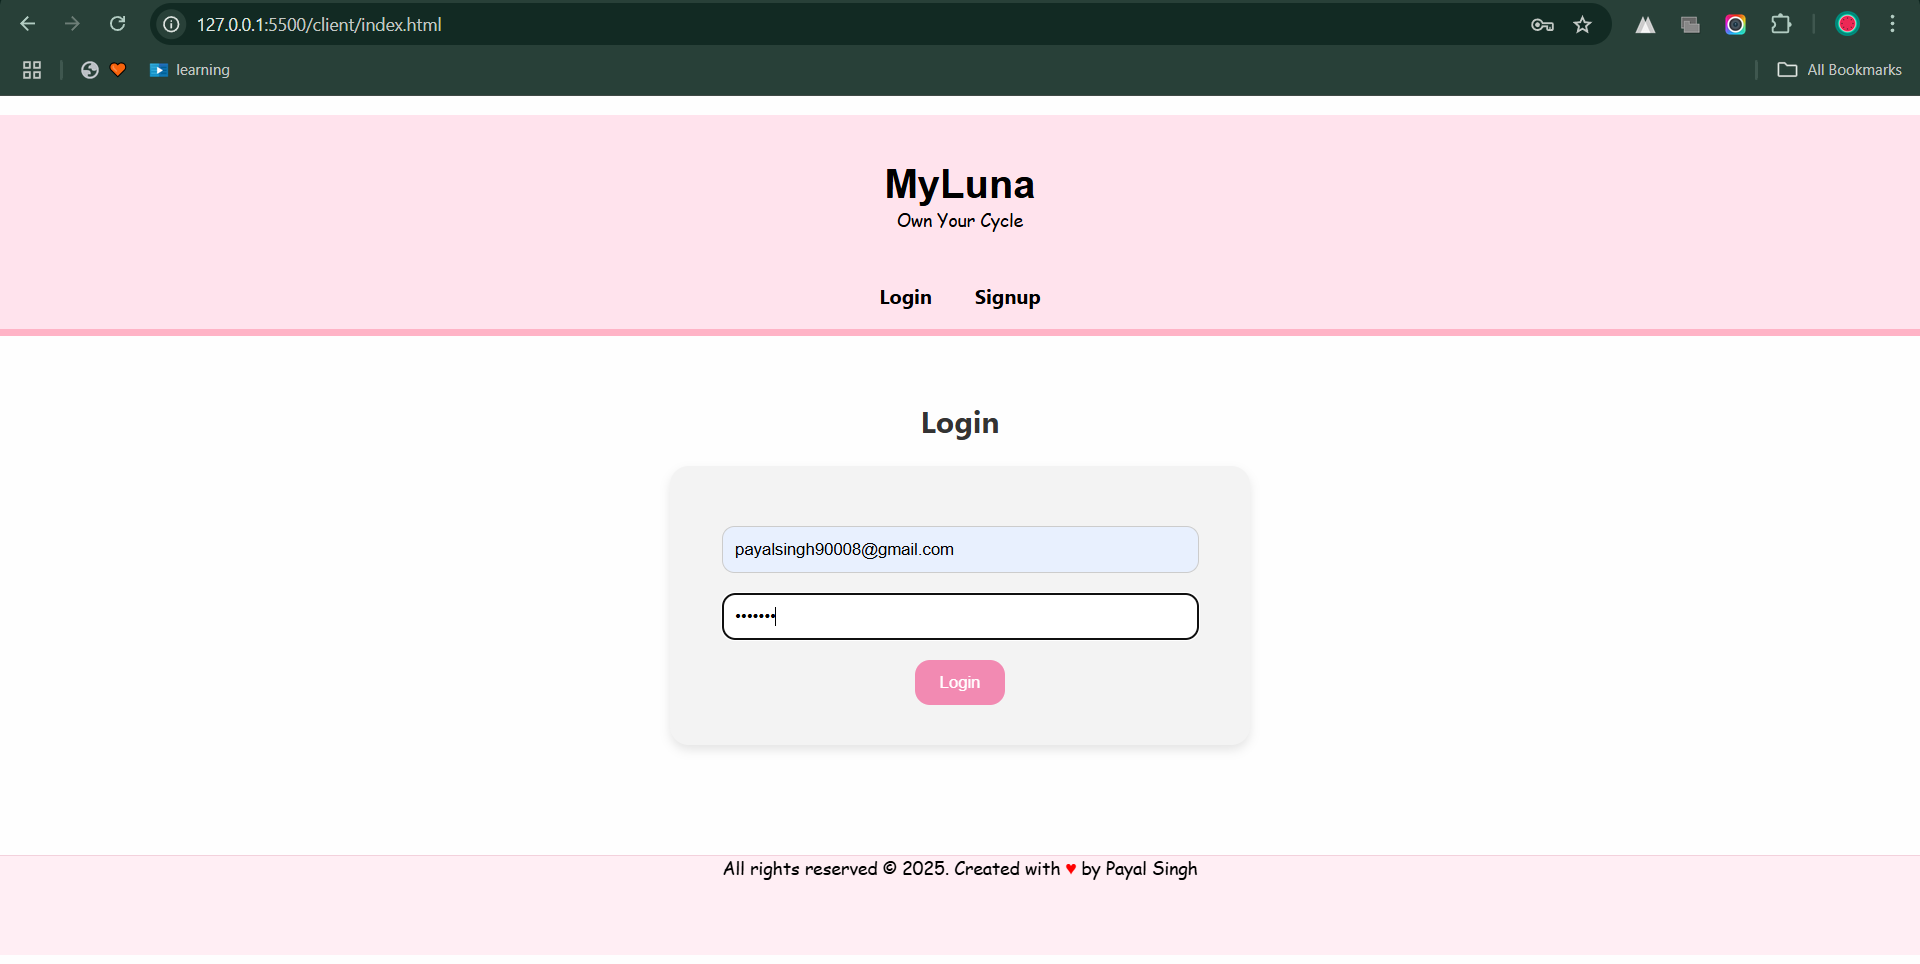 127.0.0.1:5500/client/index.html
learning
All Bookmarks
MyLuna
Own Your Cycle
Login Signup
Login
payalsingh90008@gmail.com
•••••••
Login
All rights reserved © 2025. Created with ♥ by Payal Singh